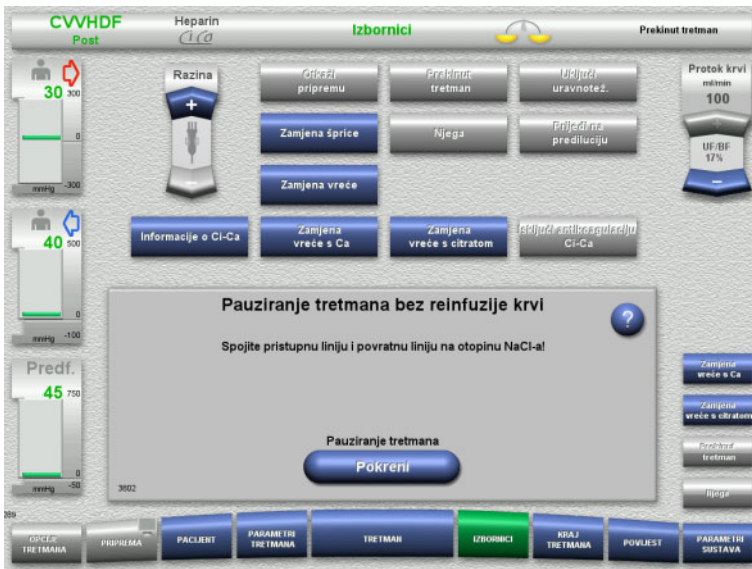 CVVHDF
Post
Heparin
Ci Ca
Izbornici
Prekinut tretman
30
300
0
mmHg
-300
Razina
+
−
Otkaži
pripremu
Prekinut
tretman
Uključi
uravnotež.
Zamjena šprice
Njega
Prijeđi na
prediluciju
Zamjena vreće
Protok krvi
ml/min
100
+
UF/BF
17%
−
40
500
0
mmHg
-100
Informacije o Ci-Ca
Zamjena
vreće s Ca
Zamjena
vreće s citratom
Isključi antikoagulaciju
Ci-Ca
Pauziranje tretmana bez reinfuzije krvi
?
Spojite pristupnu liniju i povratnu liniju na otopinu NaCl-a!
Pauziranje tretmana
Pokreni
3802
Predf.
45
750
0
mmHg
-50
Zamjena
vreće s Ca
Zamjena
vreće s citratom
Prekinut
tretman
Njega
289
OPCIJE
TRETMANA
PRIPREMA
PACIJENT
PARAMETRI
TRETMANA
TRETMAN
IZBORNICI
KRAJ
TRETMANA
POVIJEST
PARAMETRI
SUSTAVA